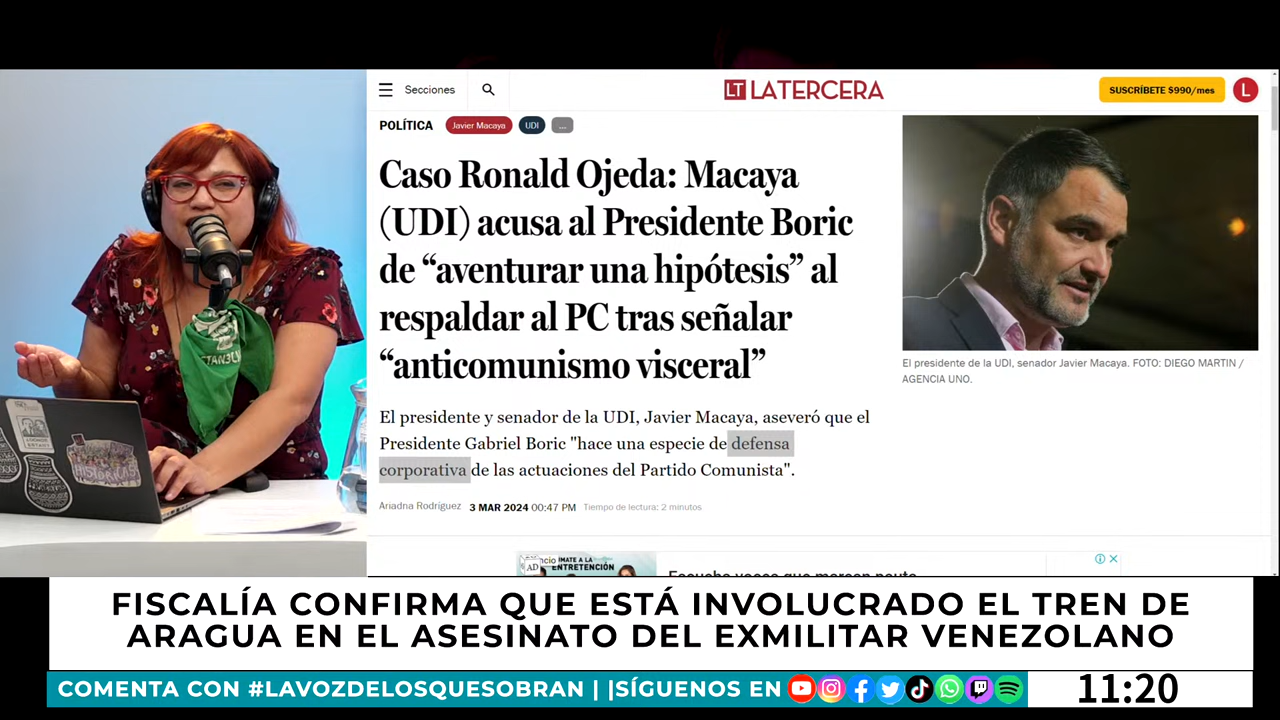 Secciones
LT LATERCERA
SUSCRÍBETE $990/mes
L
POLÍTICA
Javier Macaya
UDI
...
Caso Ronald Ojeda: Macaya
(UDI) acusa al Presidente Boric
de “aventurar una hipótesis” al
respaldar al PC tras señalar
“anticomunismo visceral”
El presidente de la UDI, senador Javier Macaya. FOTO: DIEGO MARTIN /
AGENCIA UNO.
El presidente y senador de la UDI, Javier Macaya, aseveró que el
Presidente Gabriel Boric "hace una especie de defensa
corporativa de las actuaciones del Partido Comunista".
Ariadna Rodríguez 3 MAR 2024 00:47 PM Tiempo de lectura: 2 minutos
AD
ENTRETENCIÓN
HISTORIAS
FISCALÍA CONFIRMA QUE ESTÁ INVOLUCRADO EL TREN DE
ARAGUA EN EL ASESINATO DEL EXMILITAR VENEZOLANO
COMENTA CON #LAVOZDELOSQUESOBRAN | |SÍGUENOS EN
11:20